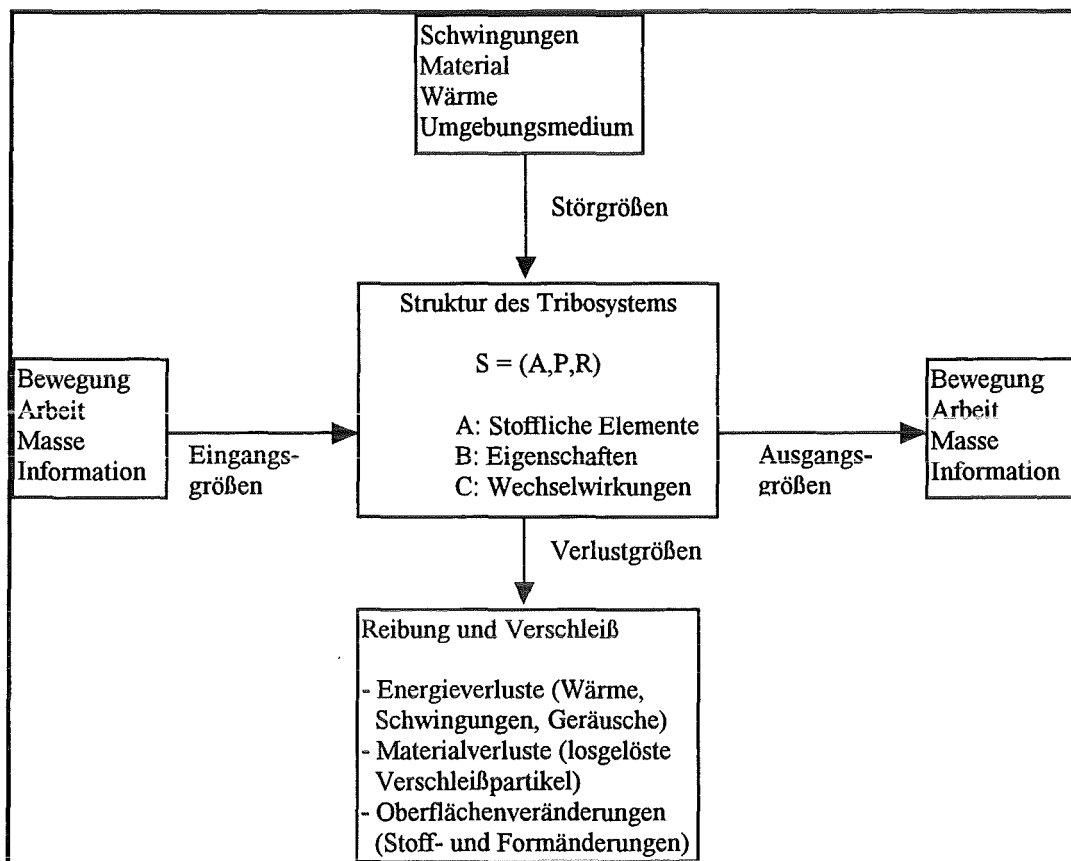 Schwingungen
Material
Wärme
Umgebungsmedium
Störgrößen
Struktur des Tribosystems
S = (A,P,R)
A: Stoffliche Elemente
B: Eigenschaften
C: Wechselwirkungen
Bewegung
Arbeit
Masse
Information
Eingangs-
größen
Ausgangs-
größen
Bewegung
Arbeit
Masse
Information
Verlustgrößen
Reibung und Verschleiß
- Energieverluste (Wärme,
Schwingungen, Geräusche)
- Materialverluste (losgelöste
Verschleißpartikel)
- Oberflächenveränderungen
(Stoff- und Formänderungen)